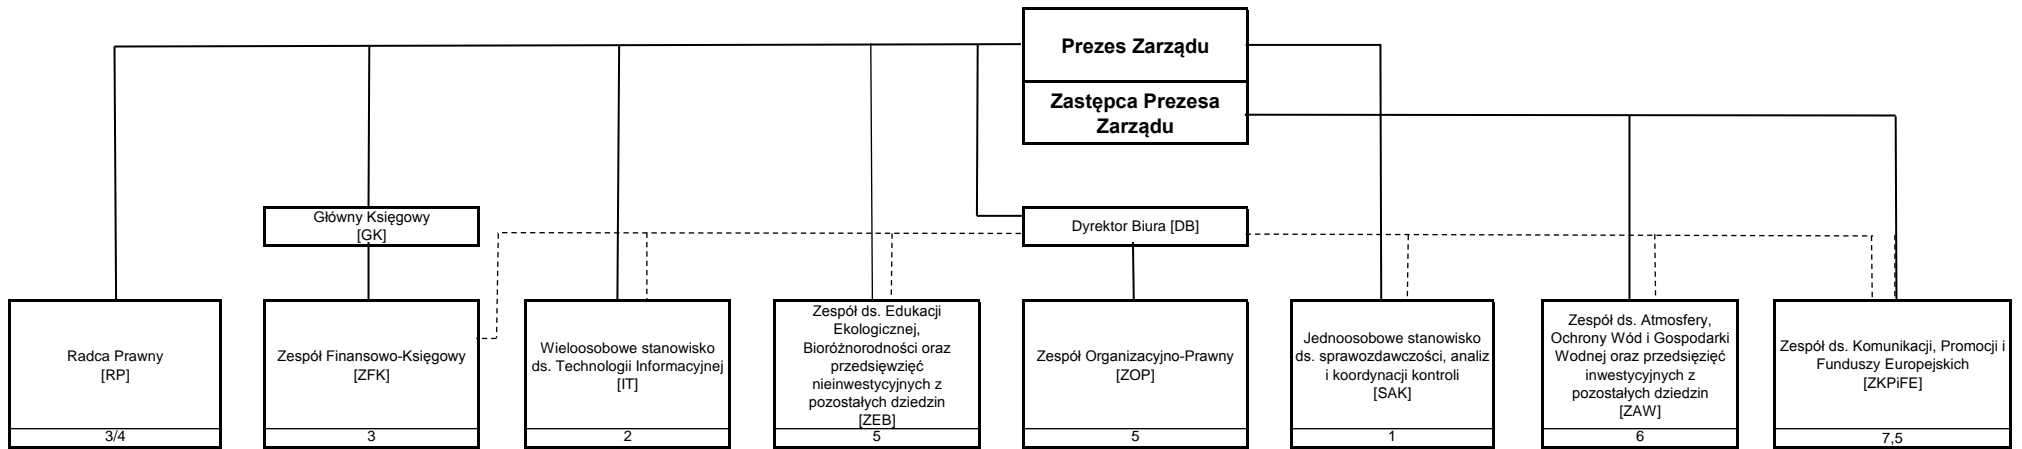 Prezes Zarządu
Zastępca Prezesa
Zarządu
Główny Księgowy
[GK]
Dyrektor Biura [DB]
Radca Prawny
[RP]
3/4
Zespół Finansowo-Księgowy
[ZFK]
3
Wieloosobowe stanowisko
ds. Technologii Informacyjnej
[IT]
2
Zespół ds. Edukacji
Ekologicznej,
Bioróżnorodności oraz
przedsięwzięć
nieinwestycyjnych z
pozostałych dziedzin
[ZEB]
5
Zespół Organizacyjno-Prawny
[ZOP]
5
Jednoosobowe stanowisko
ds. sprawozdawczości, analiz
i koordynacji kontroli
[SAK]
1
Zespół ds. Atmosfery,
Ochrony Wód i Gospodarki
Wodnej oraz przedsięzięć
inwestycyjnych z
pozostałych dziedzin
[ZAW]
6
Zespół ds. Komunikacji, Promocji i
Funduszy Europejskich
[ZKPiFE]
7,5